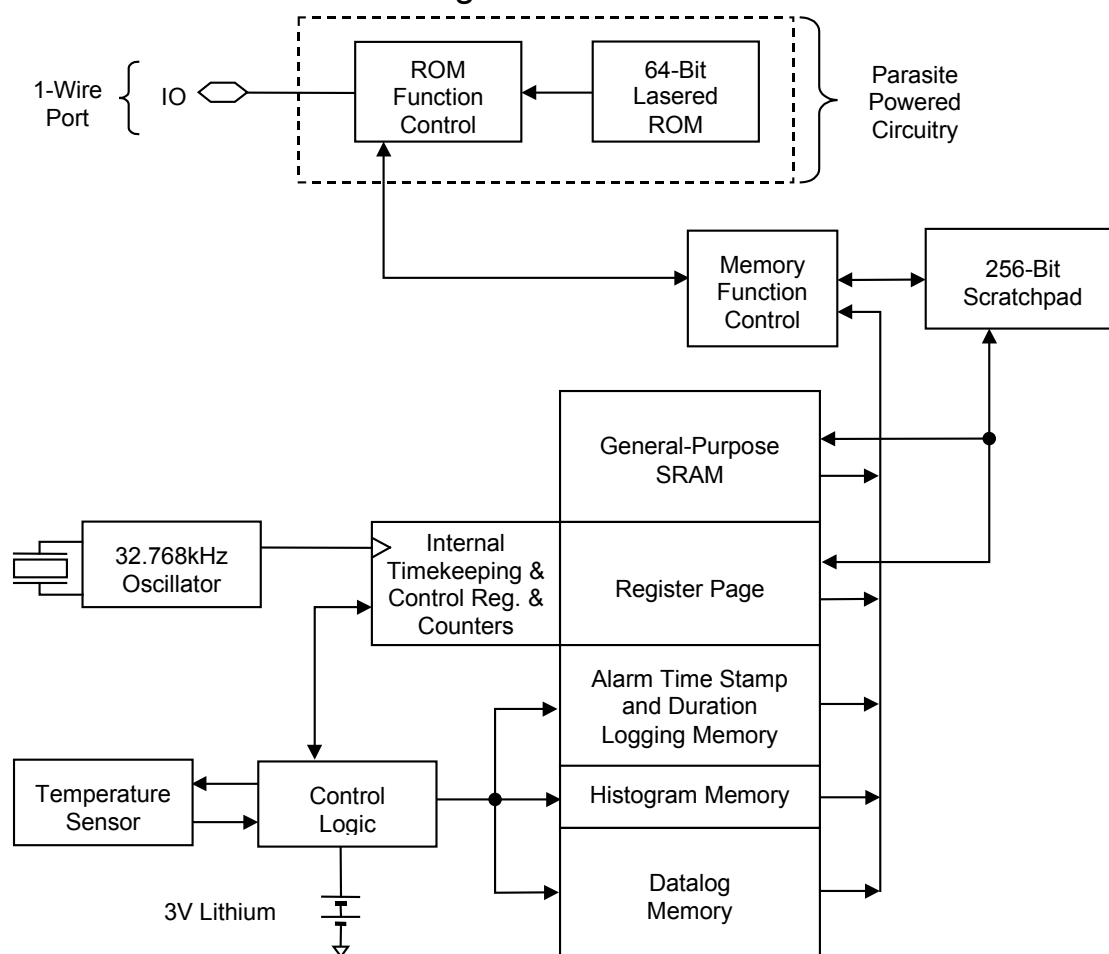 ROM
Function
Control
64-Bit
Lasered
ROM
1-Wire
Port
IO
Parasite
Powered
Circuitry
Memory
Function
Control
256-Bit
Scratchpad
General-Purpose
SRAM
32.768kHz
Oscillator
Internal
Timekeeping &
Control Reg. &
Counters
Register Page
Alarm Time Stamp
and Duration
Logging Memory
Temperature
Sensor
Control
Logic
Histogram Memory
3V Lithium
Datalog
Memory